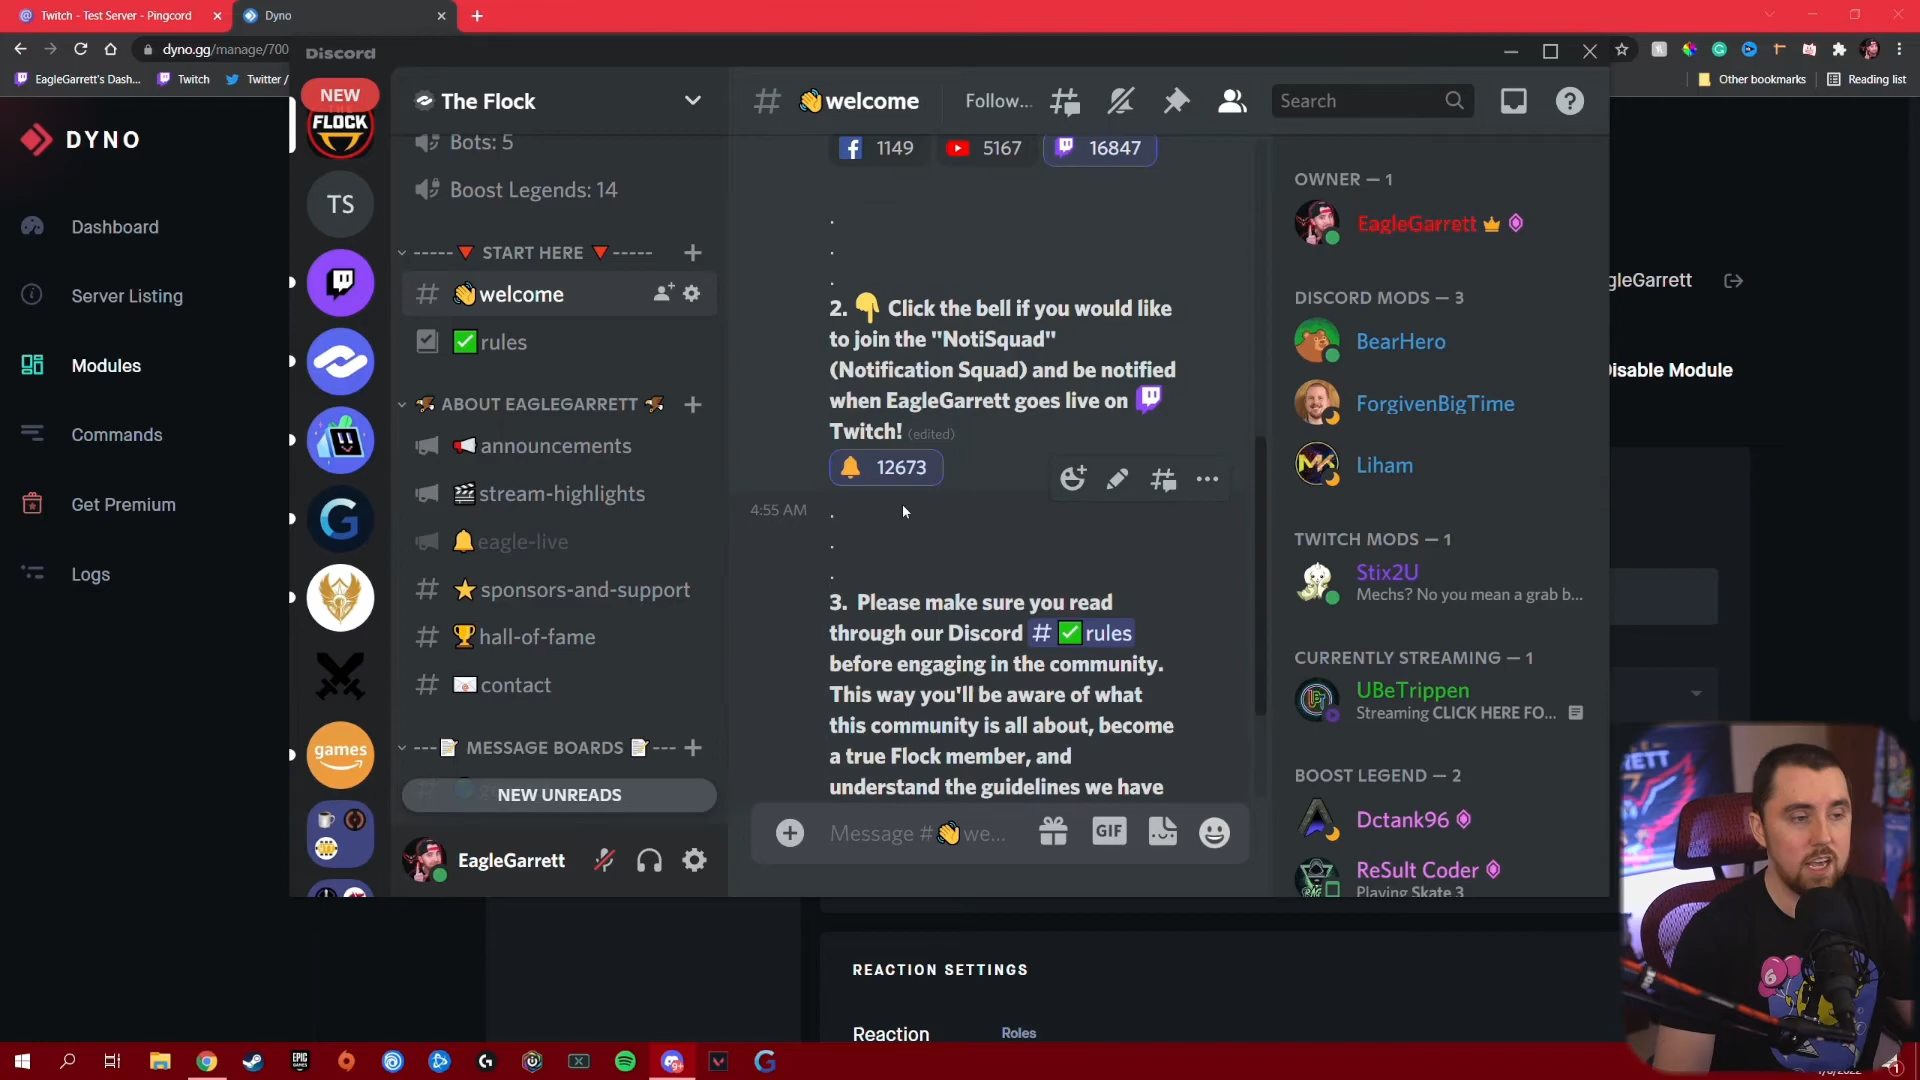 Twitch - Test Server - Pingcord
Dyno
dyno.gg/manage/700
EagleGarrett's Dash...
Twitch
Twitter /
Other bookmarks
Reading list
DYNO
Dashboard
Server Listing
Modules
Commands
Get Premium
Logs
Discord
NEW
THE FLOCK
TS
games
The Flock
Bots: 5
Boost Legends: 14
-----🔻 START HERE 🔻-----
👋welcome
✅rules
🦅 ABOUT EAGLEGARRETT 🦅
📢announcements
🎬stream-highlights
🔔eagle-live
⭐sponsors-and-support
🏆hall-of-fame
📧contact
---📝 MESSAGE BOARDS 📝---
NEW UNREADS
EagleGarrett
# 👋welcome
Follow...
Search
1149
5167
16847
.
.
.
2. 👇 Click the bell if you would like
to join the "NotiSquad"
(Notification Squad) and be notified
when EagleGarrett goes live on
Twitch! (edited)
🔔 12673
4:55 AM
.
.
.
3. Please make sure you read
through our Discord # ✅rules
before engaging in the community.
This way you'll be aware of what
this community is all about, become
a true Flock member, and
understand the guidelines we have
Message #👋we...
GIF
OWNER — 1
EagleGarrett
DISCORD MODS — 3
BearHero
ForgivenBigTime
Liham
TWITCH MODS — 1
Stix2U
Mechs? No you mean a grab b...
CURRENTLY STREAMING — 1
UBeTrippen
Streaming CLICK HERE FO...
BOOST LEGEND — 2
Dctank96
ReSult Coder
Playing Skate 3
gleGarrett
Disable Module
REACTION SETTINGS
Reaction
Roles